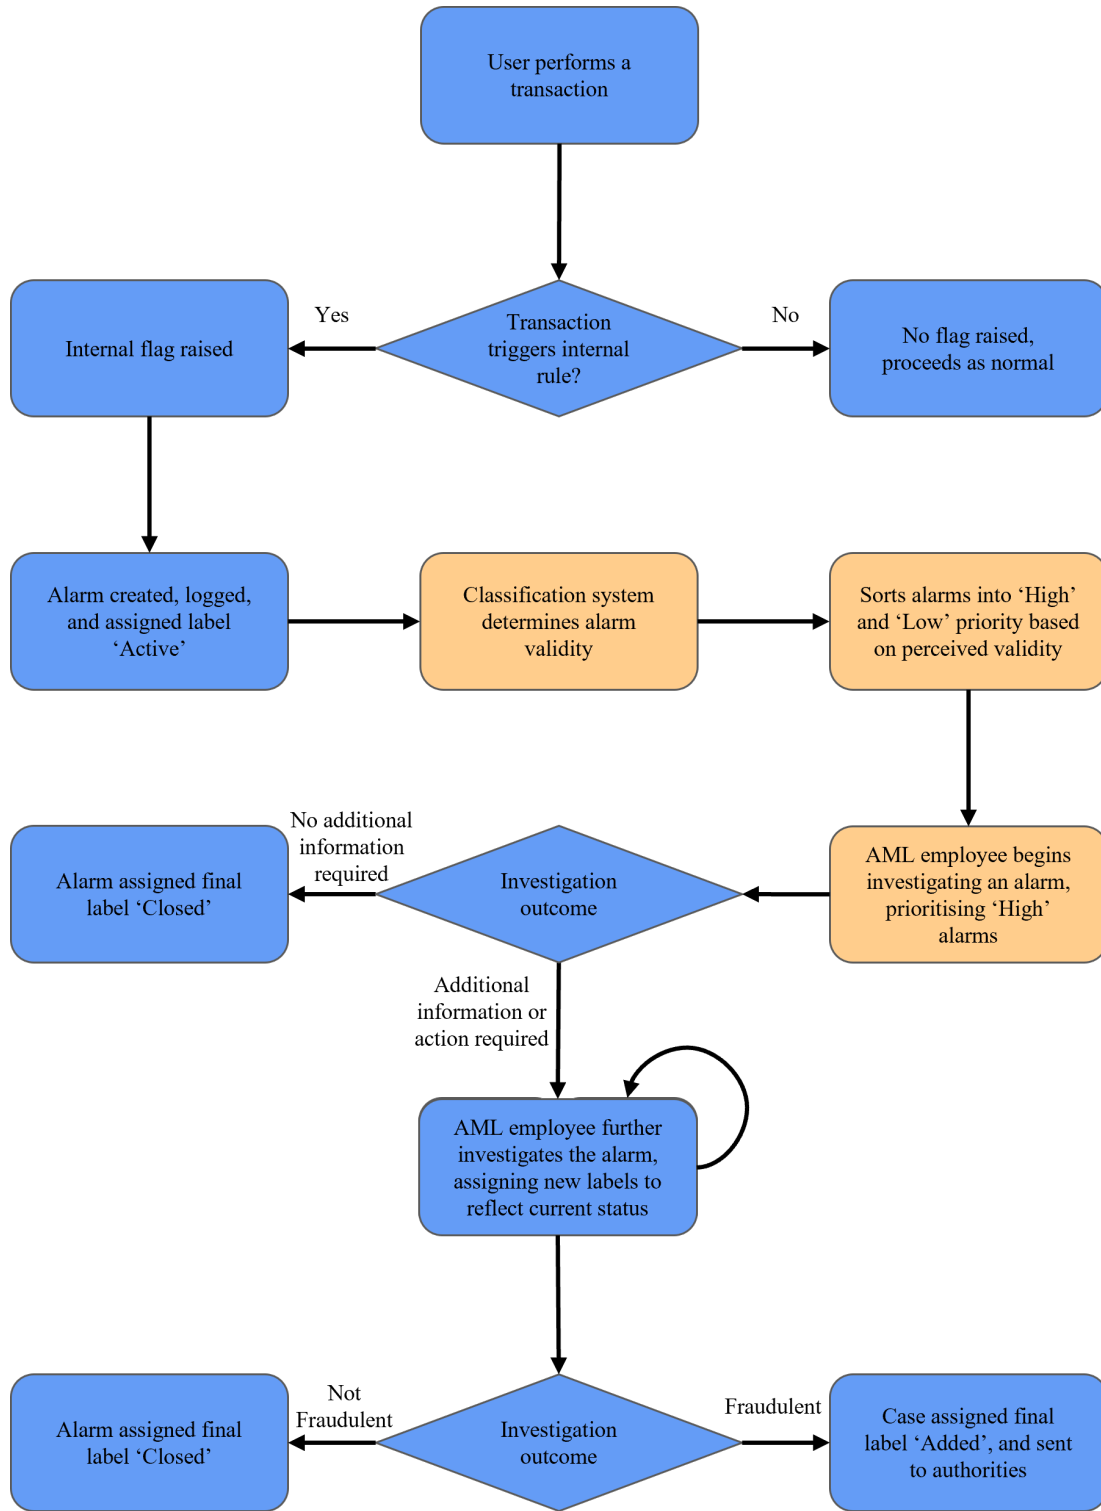 User performs a
transaction
Yes
No
Internal flag raised
Transaction
triggers internal
rule?
No flag raised,
proceeds as normal
Alarm created, logged,
and assigned label
‘Active’
Classification system
determines alarm
validity
Sorts alarms into ‘High’
and ‘Low’ priority based
on perceived validity
No additional
information
required
Alarm assigned final
label ‘Closed’
Investigation
outcome
AML employee begins
investigating an alarm,
prioritising ‘High’
alarms
Additional
information or
action required
AML employee further
investigates the alarm,
assigning new labels to
reflect current status
Not
Fraudulent
Fraudulent
Alarm assigned final
label ‘Closed’
Investigation
outcome
Case assigned final
label ‘Added’, and sent
to authorities